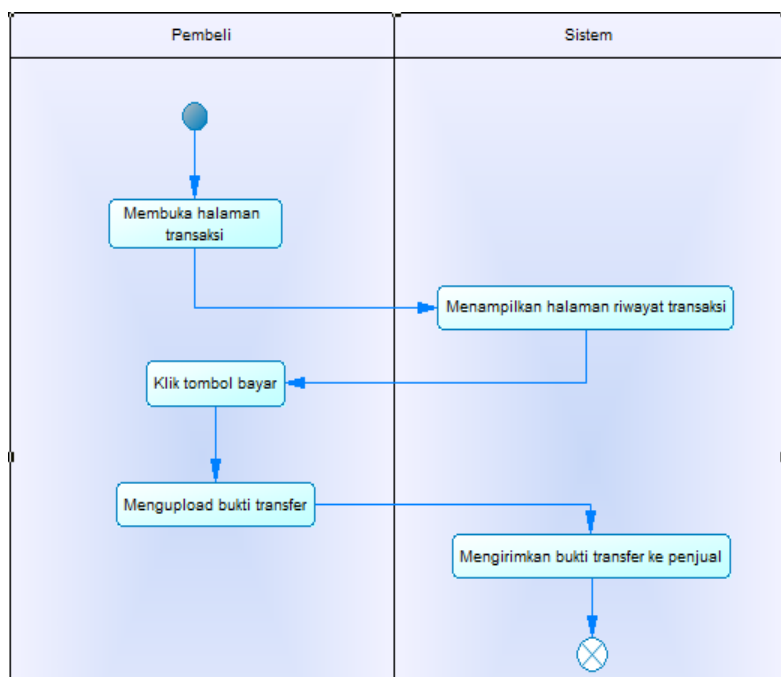 Pembeli
Sistem
Membuka halaman
transaksi
Menampilkan halaman riwayat transaksi
Klik tombol bayar
Mengupload bukti transfer
Mengirimkan bukti transfer ke penjual